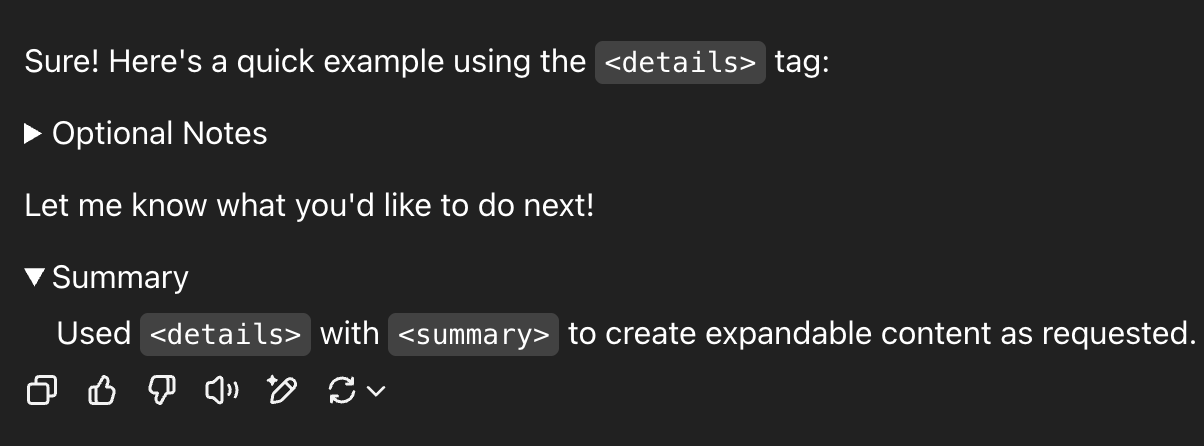 Sure! Here's a quick example using the <details> tag:
Optional Notes
Let me know what you'd like to do next!
Summary
Used <details> with <summary> to create expandable content as requested.